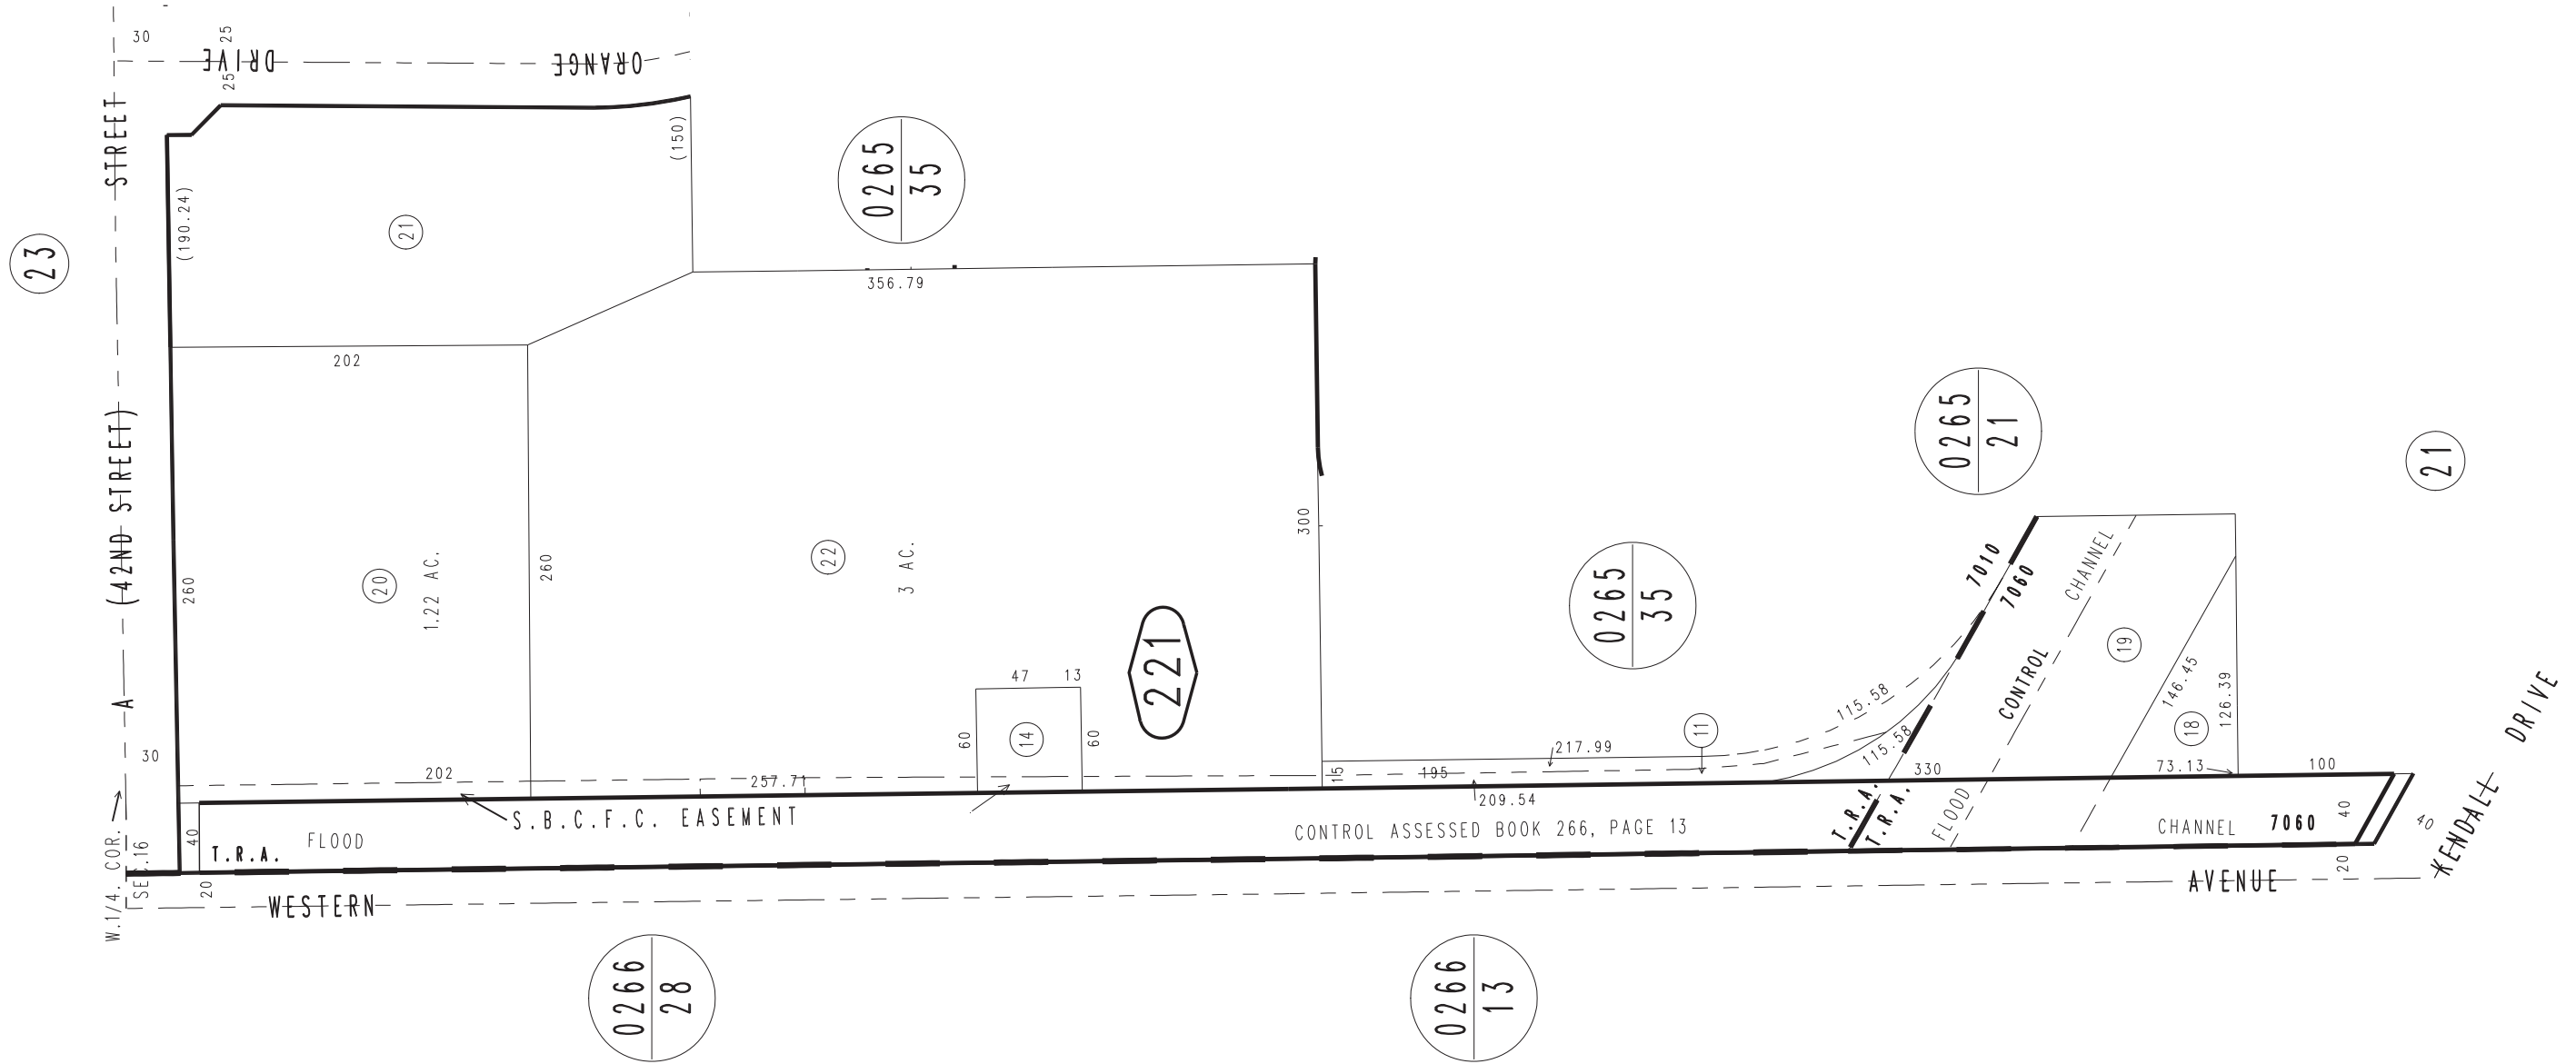 30
25
25
DRIVE
ORANGE
STREET
(150)
0265
35
(190.24)
21
23
356.79
202
0265
21
21
(42ND STREET)
300
260
20
1.22 AC.
260
22
3 AC.
7010
7060
CHANNEL
0265
35
221
47
13
60
14
60
115.58
115.58
CONTROL
19
146.45
18
126.39
DRIVE
A
30
202
257.71
15
217.99
195
11
209.54
330
73.13
100
S.B.C.F.C. EASEMENT
W.1/4. COR.
SEC.16
40
T.R.A.
FLOOD
CONTROL ASSESSED BOOK 266, PAGE 13
T.R.A.
T.R.A.
FLOOD
CHANNEL
7060
40
40
KENDALL
20
WESTERN
AVENUE
20
0266
28
0266
13